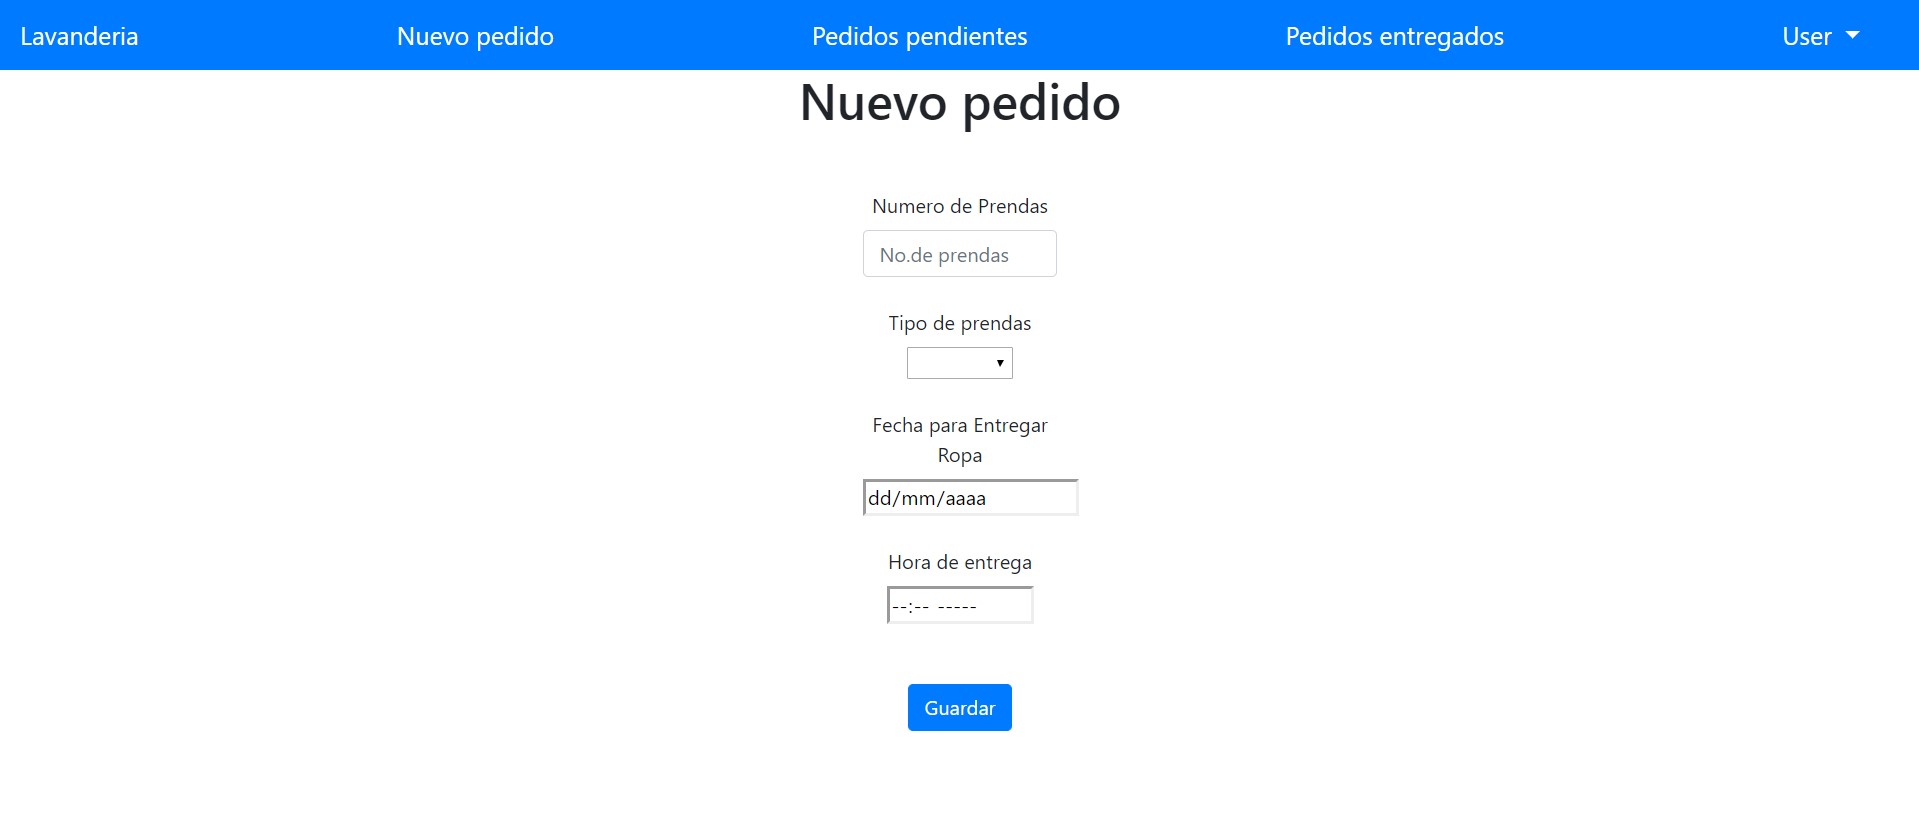 Lavanderia Nuevo pedido Pedidos pendientes Pedidos entregados User
Nuevo pedido
Numero de Prendas
No.de prendas
Tipo de prendas
Fecha para Entregar
Ropa
dd/mm/aaaa
Hora de entrega
--:-- -----
Guardar